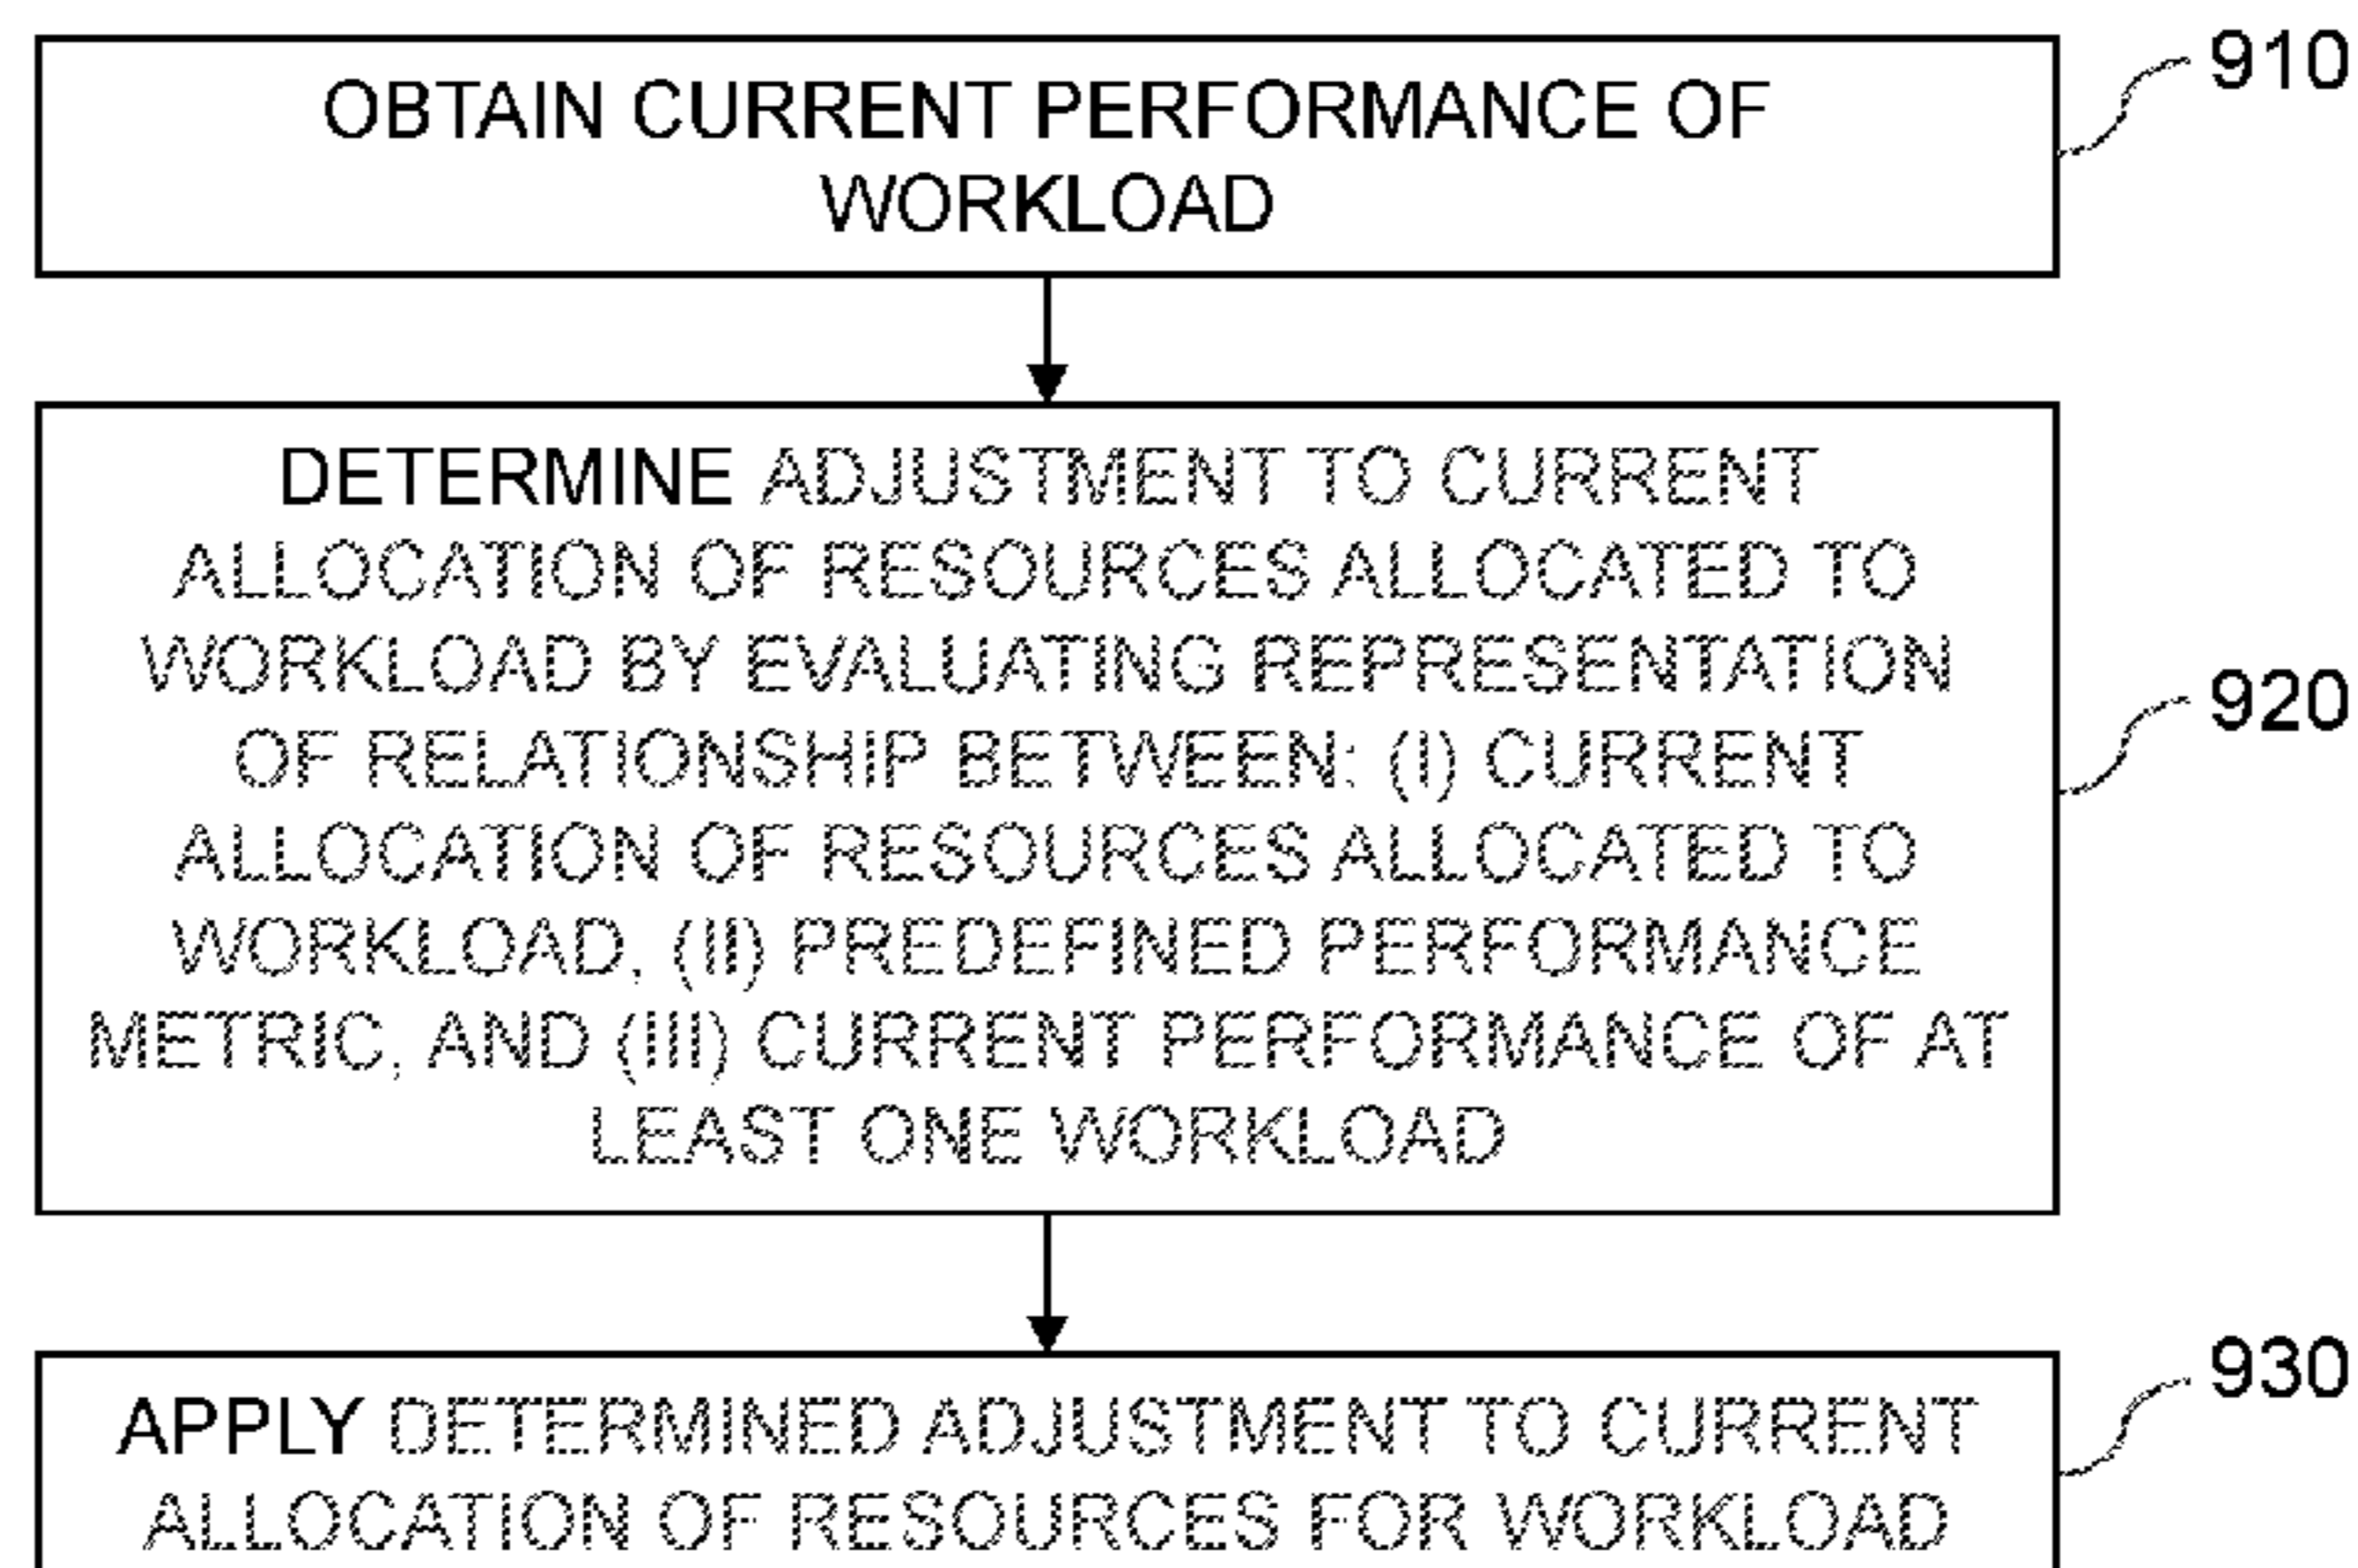 OBTAIN CURRENT PERFORMANCE OF
WORKLOAD
910
DETERMINE ADJUSTMENT TO CURRENT
ALLOCATION OF RESOURCES ALLOCATED TO
WORKLOAD BY EVALUATING REPRESENTATION
OF RELATIONSHIP BETWEEN: (I) CURRENT
ALLOCATION OF RESOURCES ALLOCATED TO
WORKLOAD, (II) PREDEFINED PERFORMANCE
METRIC, AND (III) CURRENT PERFORMANCE OF AT
LEAST ONE WORKLOAD
920
APPLY DETERMINED ADJUSTMENT TO CURRENT
ALLOCATION OF RESOURCES FOR WORKLOAD
930